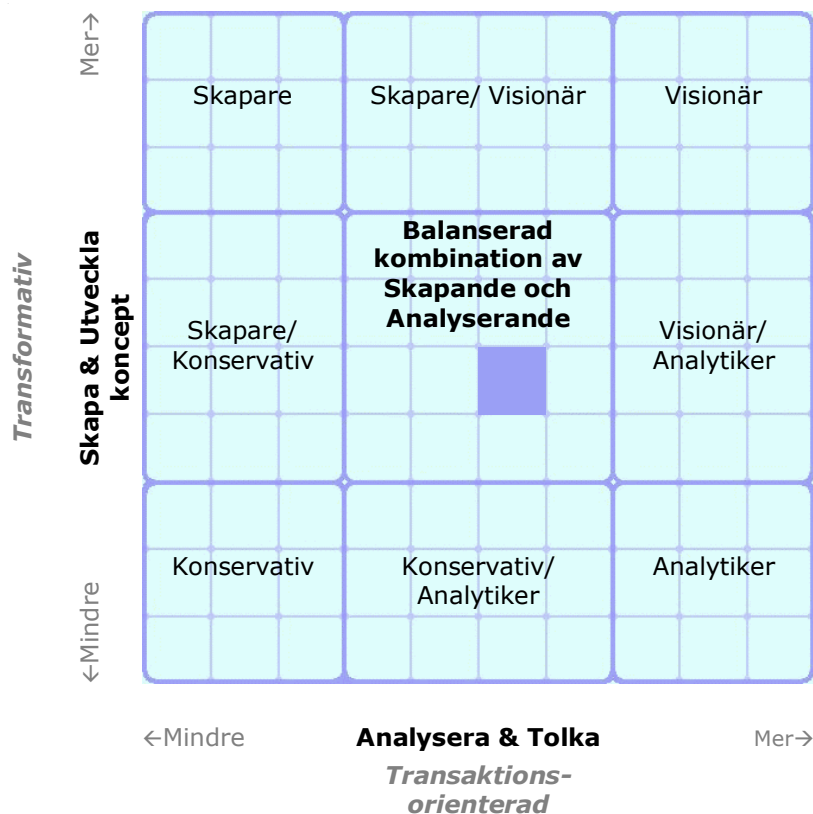 Mer→
Skapare
Skapare/ Visionär
Visionär
Transformativ
Skapa & Utveckla
koncept
Skapare/
Konservativ
Balanserad
kombination av
Skapande och
Analyserande
Visionär/
Analytiker
←Mindre
Konservativ
Konservativ/
Analytiker
Analytiker
←Mindre
Analysera & Tolka
Mer→
Transaktions-
orienterad